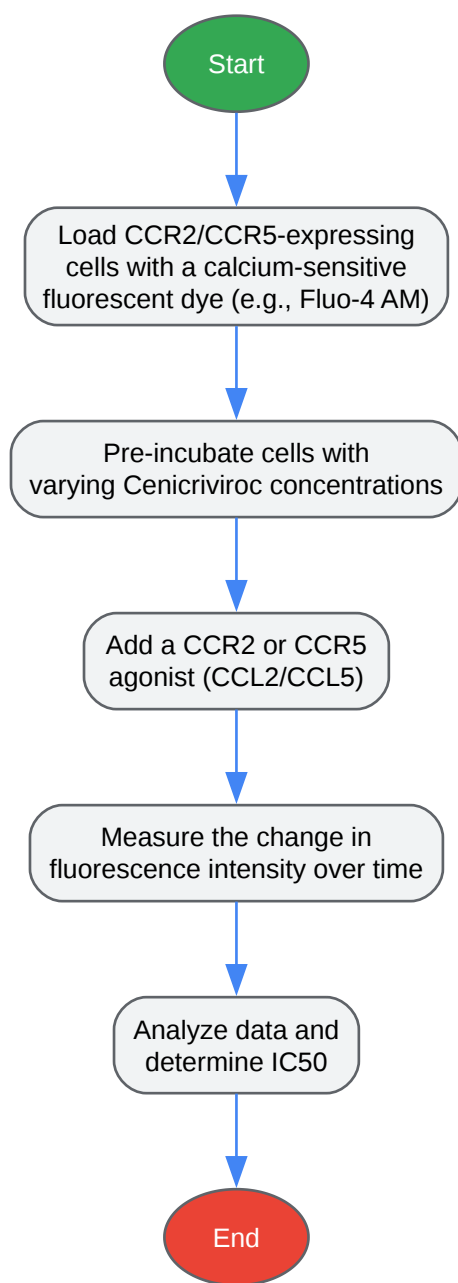 Start
Load CCR2/CCR5-expressing
cells with a calcium-sensitive
fluorescent dye (e.g., Fluo-4 AM)
Pre-incubate cells with
varying Cenicriviroc concentrations
Add a CCR2 or CCR5
agonist (CCL2/CCL5)
Measure the change in
fluorescence intensity over time
Analyze data and
determine IC50
End